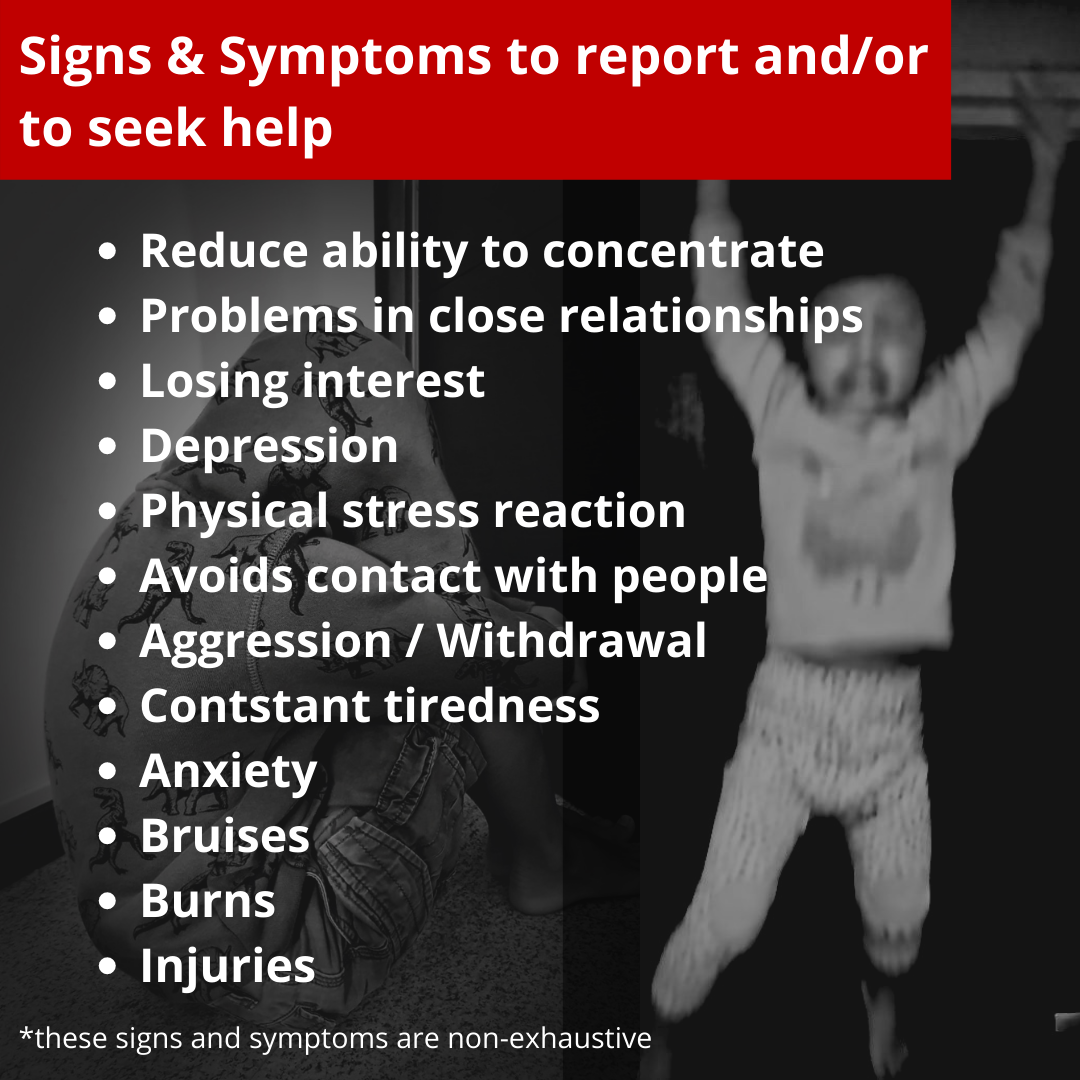 Signs & Symptoms to report and/or
to seek help
• Reduce ability to concentrate
• Problems in close relationships
• Losing interest
• Depression
• Physical stress reaction
• Avoids contact with people
• Aggression / Withdrawal
• Contstant tiredness
• Anxiety
• Bruises
• Burns
• Injuries
*these signs and symptoms are non-exhaustive